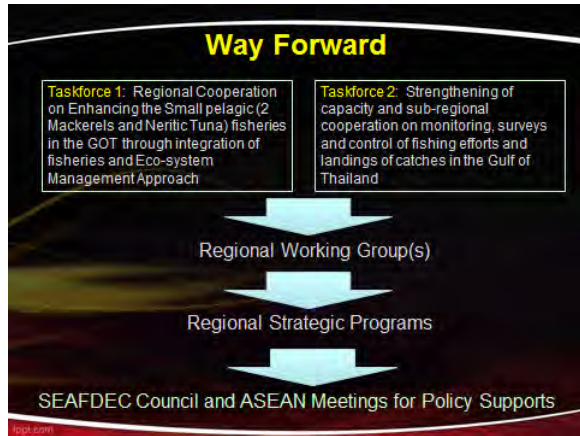 Way Forward
Taskforce 1: Regional Cooperation
on Enhancing the Small pelagic (2
Mackerels and Neritic Tuna) fisheries
in the GOT through integration of
fisheries and Eco-system
Management Approach
Taskforce 2: Strengthening of
capacity and sub-regional
cooperation on monitoring, surveys
and control of fishing efforts and
landings of catches in the Gulf of
Thailand
Regional Working Group(s)
Regional Strategic Programs
SEAFDEC Council and ASEAN Meetings for Policy Supports
fppt.com